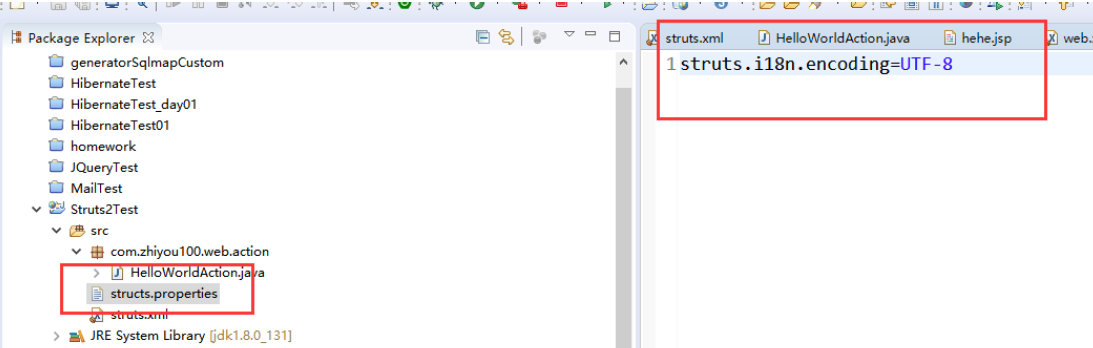 Package Explorer
generatorSqlmapCustom
HibernateTest
HibernateTest_day01
HibernateTest01
homework
JQueryTest
MailTest
Struts2Test
src
com.zhiyou100.web.action
HelloWorldAction.java
structs.properties
struts.xml
JRE System Library [jdk1.8.0_131]
struts.xml HelloWorldAction.java hehe.jsp web.
1 struts.i18n.encoding=UTF-8